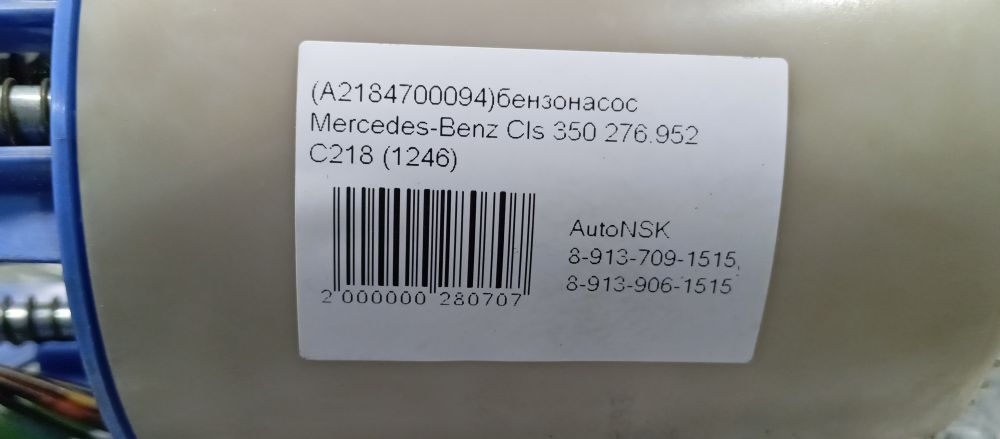 (A2184700094)бензонасос
Mercedes-Benz Cls 350 276.952
C218 (1246)
AutoNSK
8-913-709-1515,
8-913-906-1515
2 000000 280707